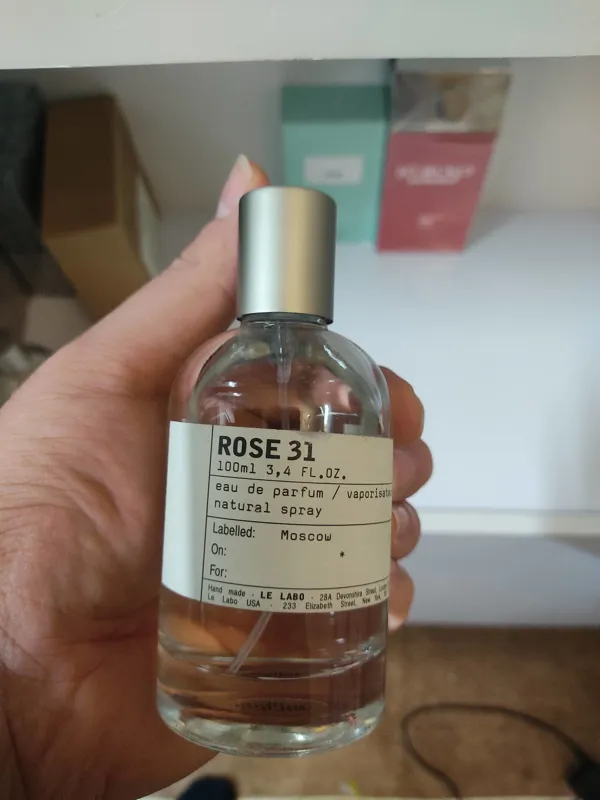 ROSE 31
100ml 3,4 FL.OZ.
eau de parfum / vaporisate
natural spray
Labelled: Moscow
On: *
For:
Hand made · LE LABO · 28A Devonshire Street,
Le Labo USA · 233 Elizabeth Street, New York,